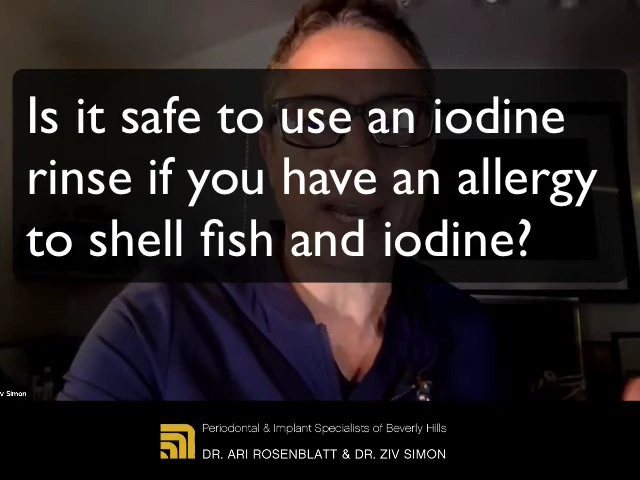 Is it safe to use an iodine
rinse if you have an allergy
to shell fish and iodine?
v Simon
Periodontal & Implant Specialists of Beverly Hills
DR. ARI ROSENBLATT & DR. ZIV SIMON